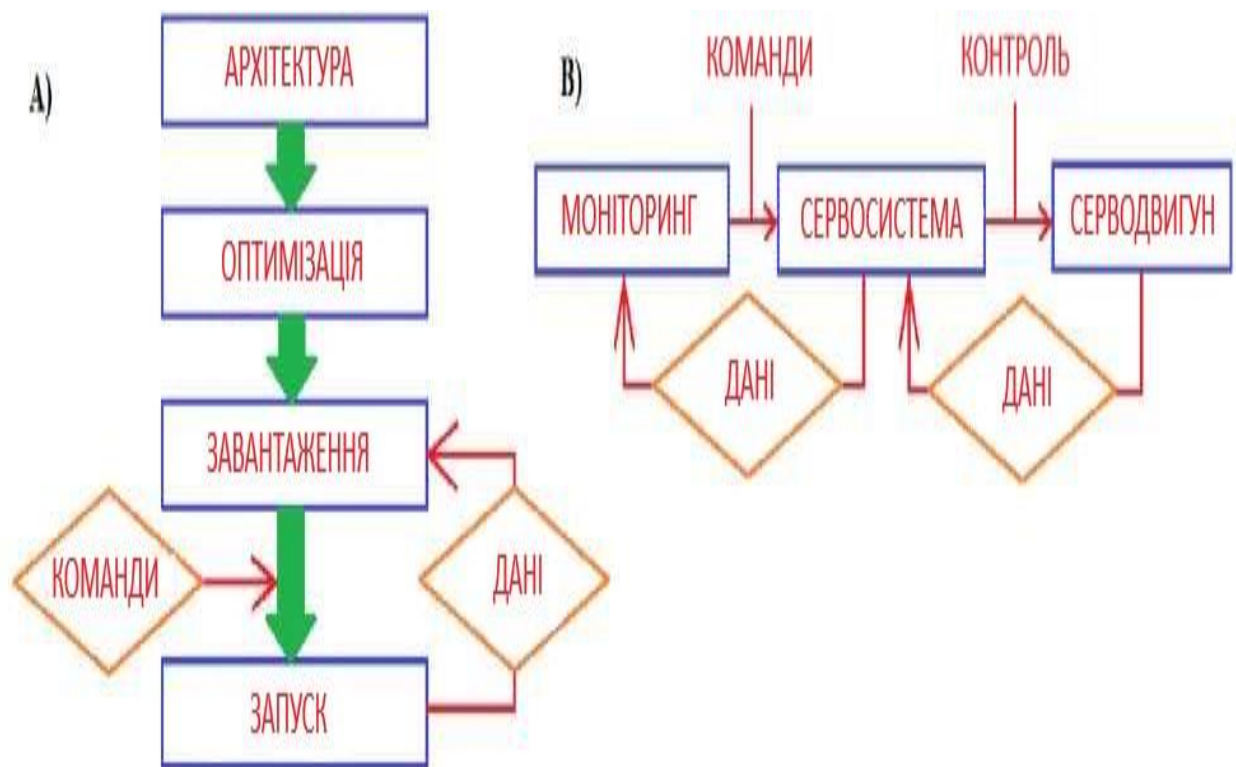 А)
АРХІТЕКТУРА
ОПТИМІЗАЦІЯ
ЗАВАНТАЖЕННЯ
КОМАНДИ
ДАНІ
ЗАПУСК
В)
КОМАНДИ
КОНТРОЛЬ
МОНІТОРИНГ
СЕРВОСИСТЕМА
СЕРВОДВИГУН
ДАНІ
ДАНІ